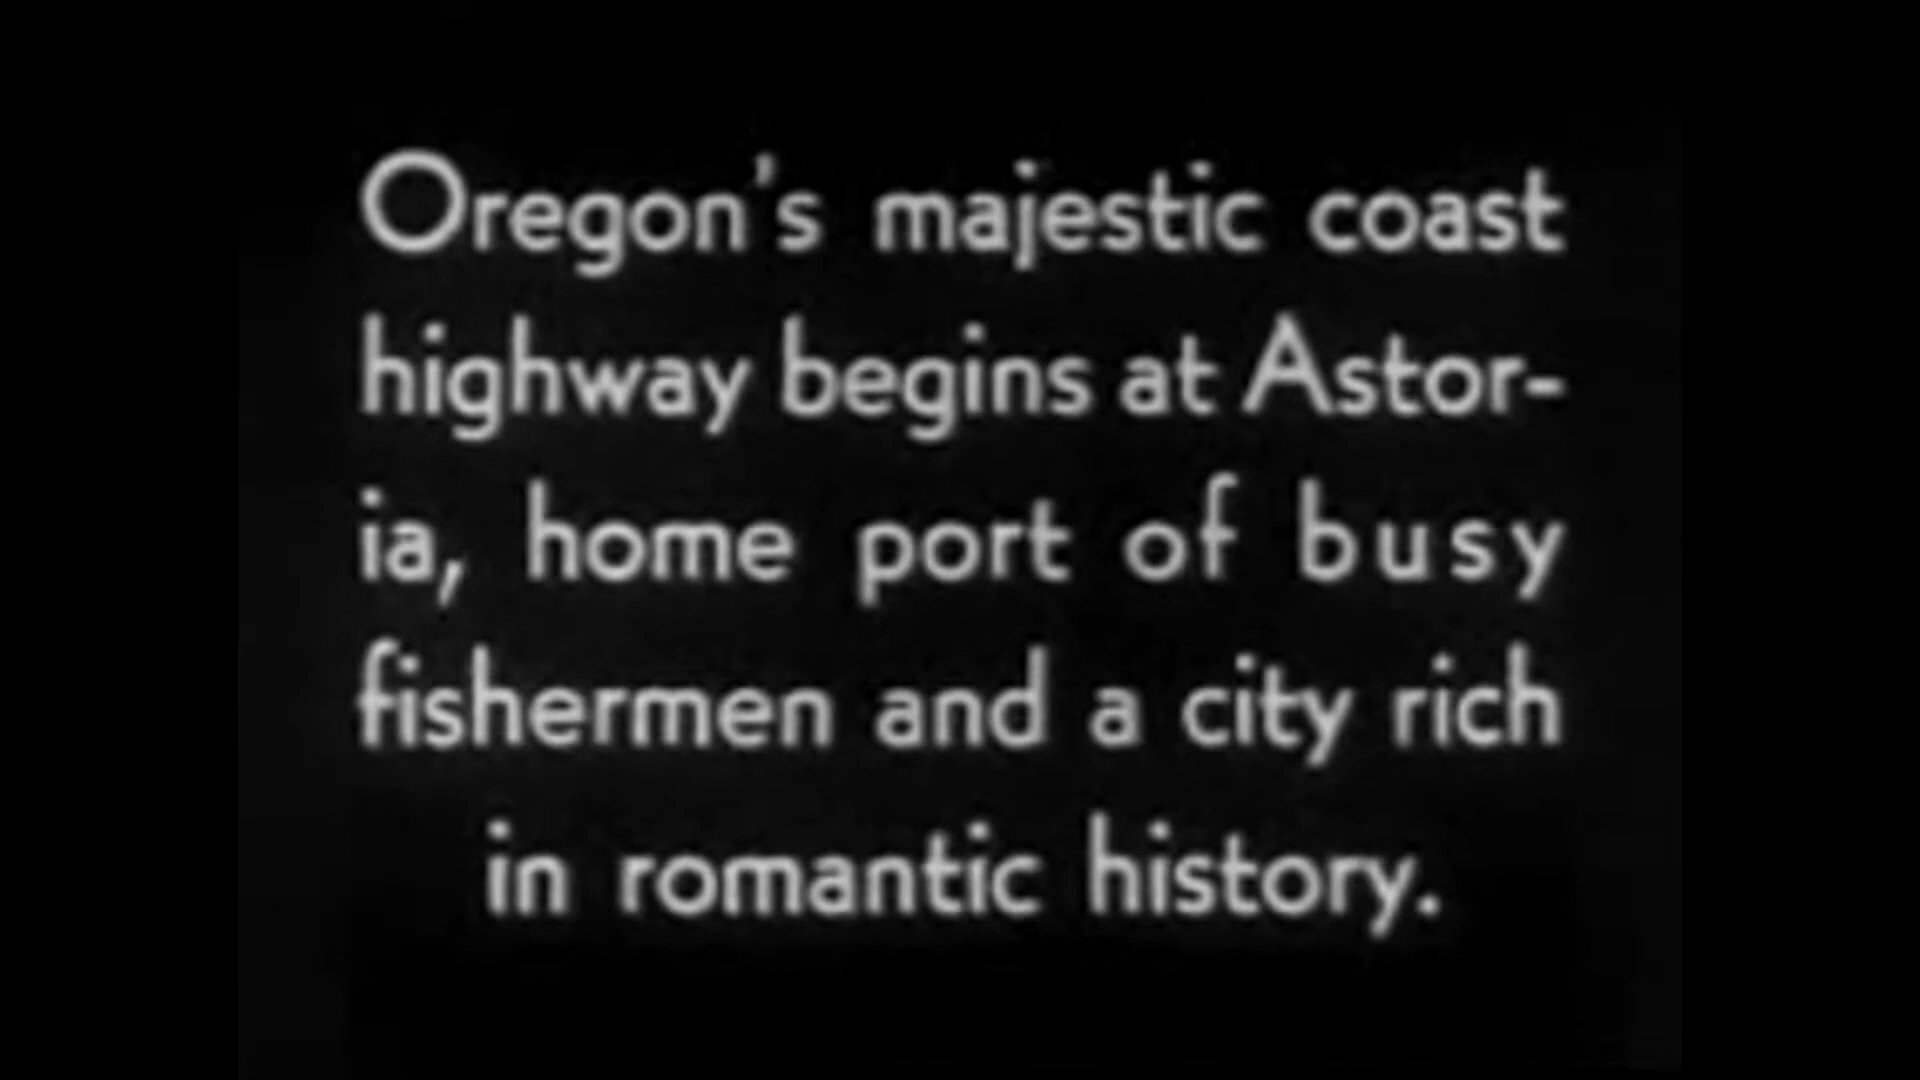 Oregon's majestic coast
highway begins at Astor-
ia, home port of busy
fishermen and a city rich
in romantic history.